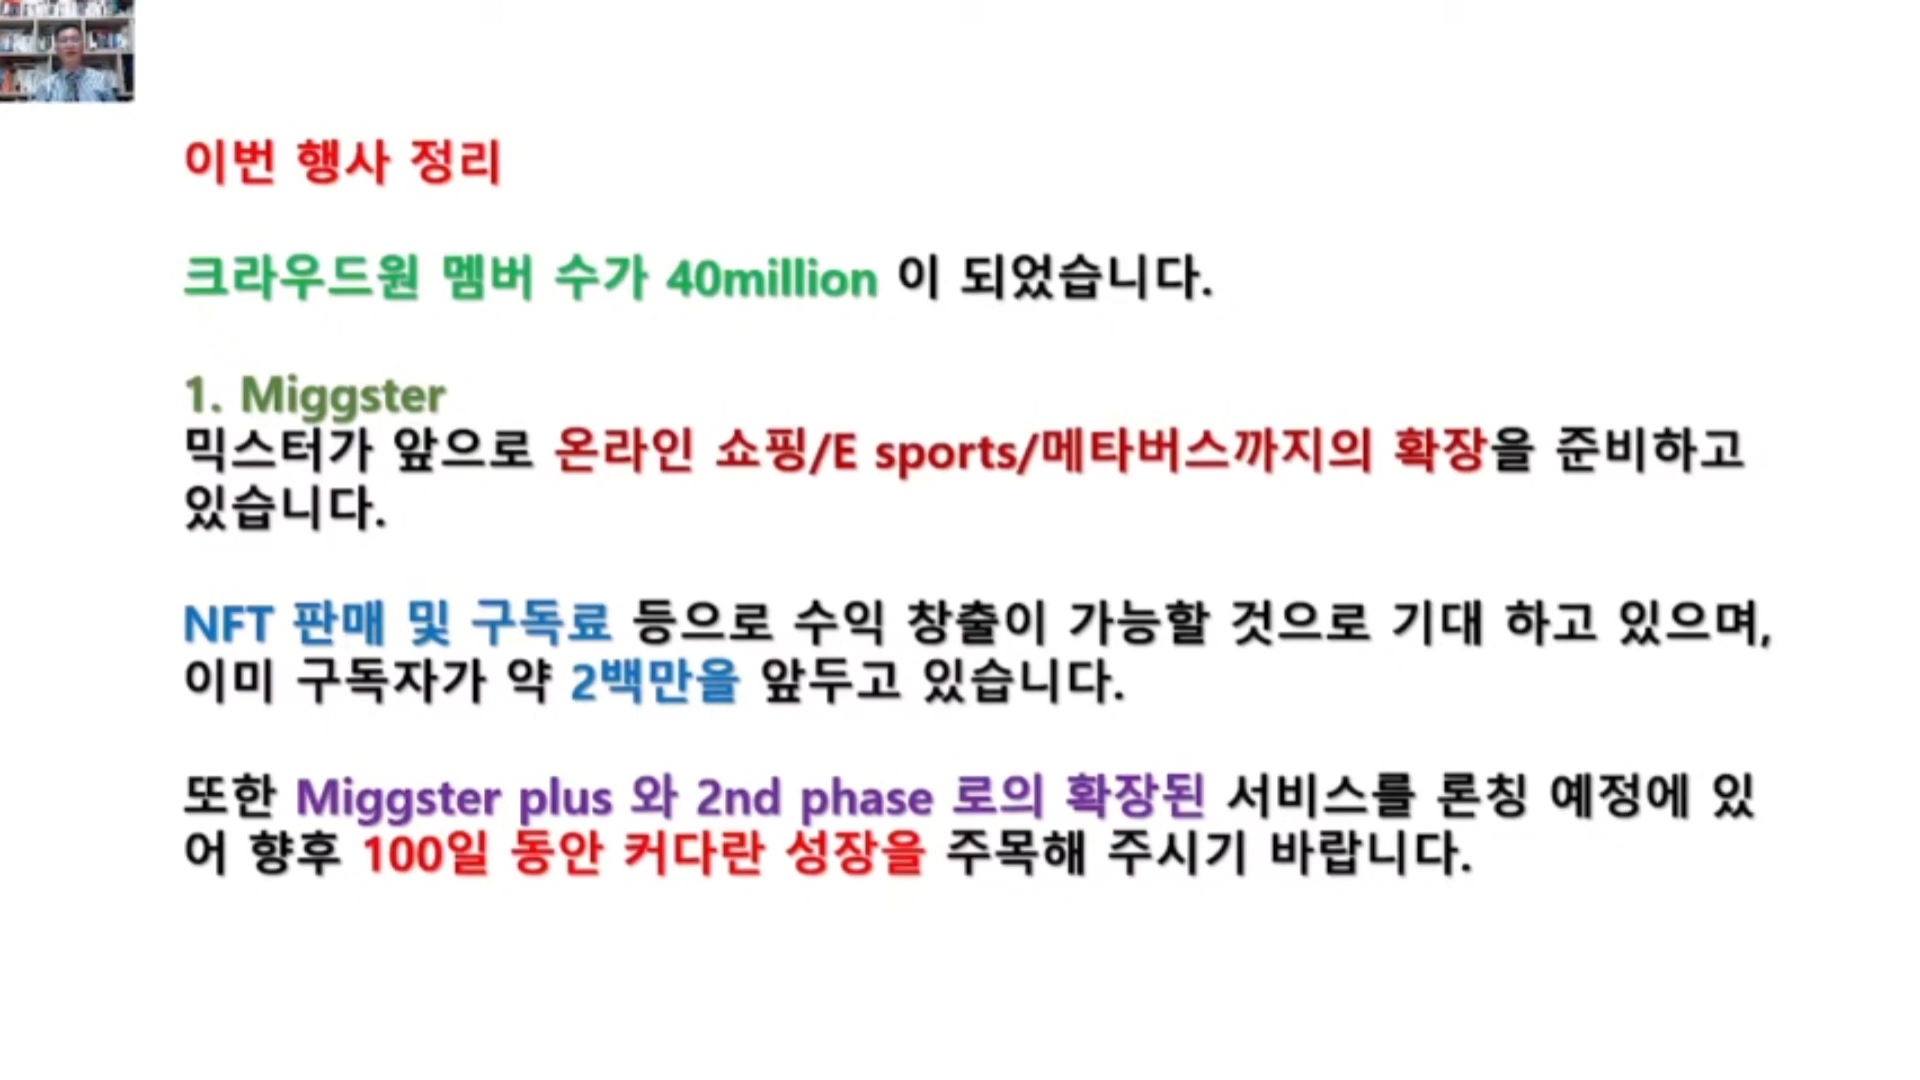 이번 행사 정리
크라우드원 멤버 수가 40million 이 되었습니다.
1. Miggster
믹스터가 앞으로 온라인 쇼핑/E sports/메타버스까지의 확장을 준비하고
있습니다.
NFT 판매 및 구독료 등으로 수익 창출이 가능할 것으로 기대 하고 있으며,
이미 구독자가 약 2백만을 앞두고 있습니다.
또한 Miggster plus 와 2nd phase 로의 확장된 서비스를 론칭 예정에 있
어 향후 100일 동안 커다란 성장을 주목해 주시기 바랍니다.